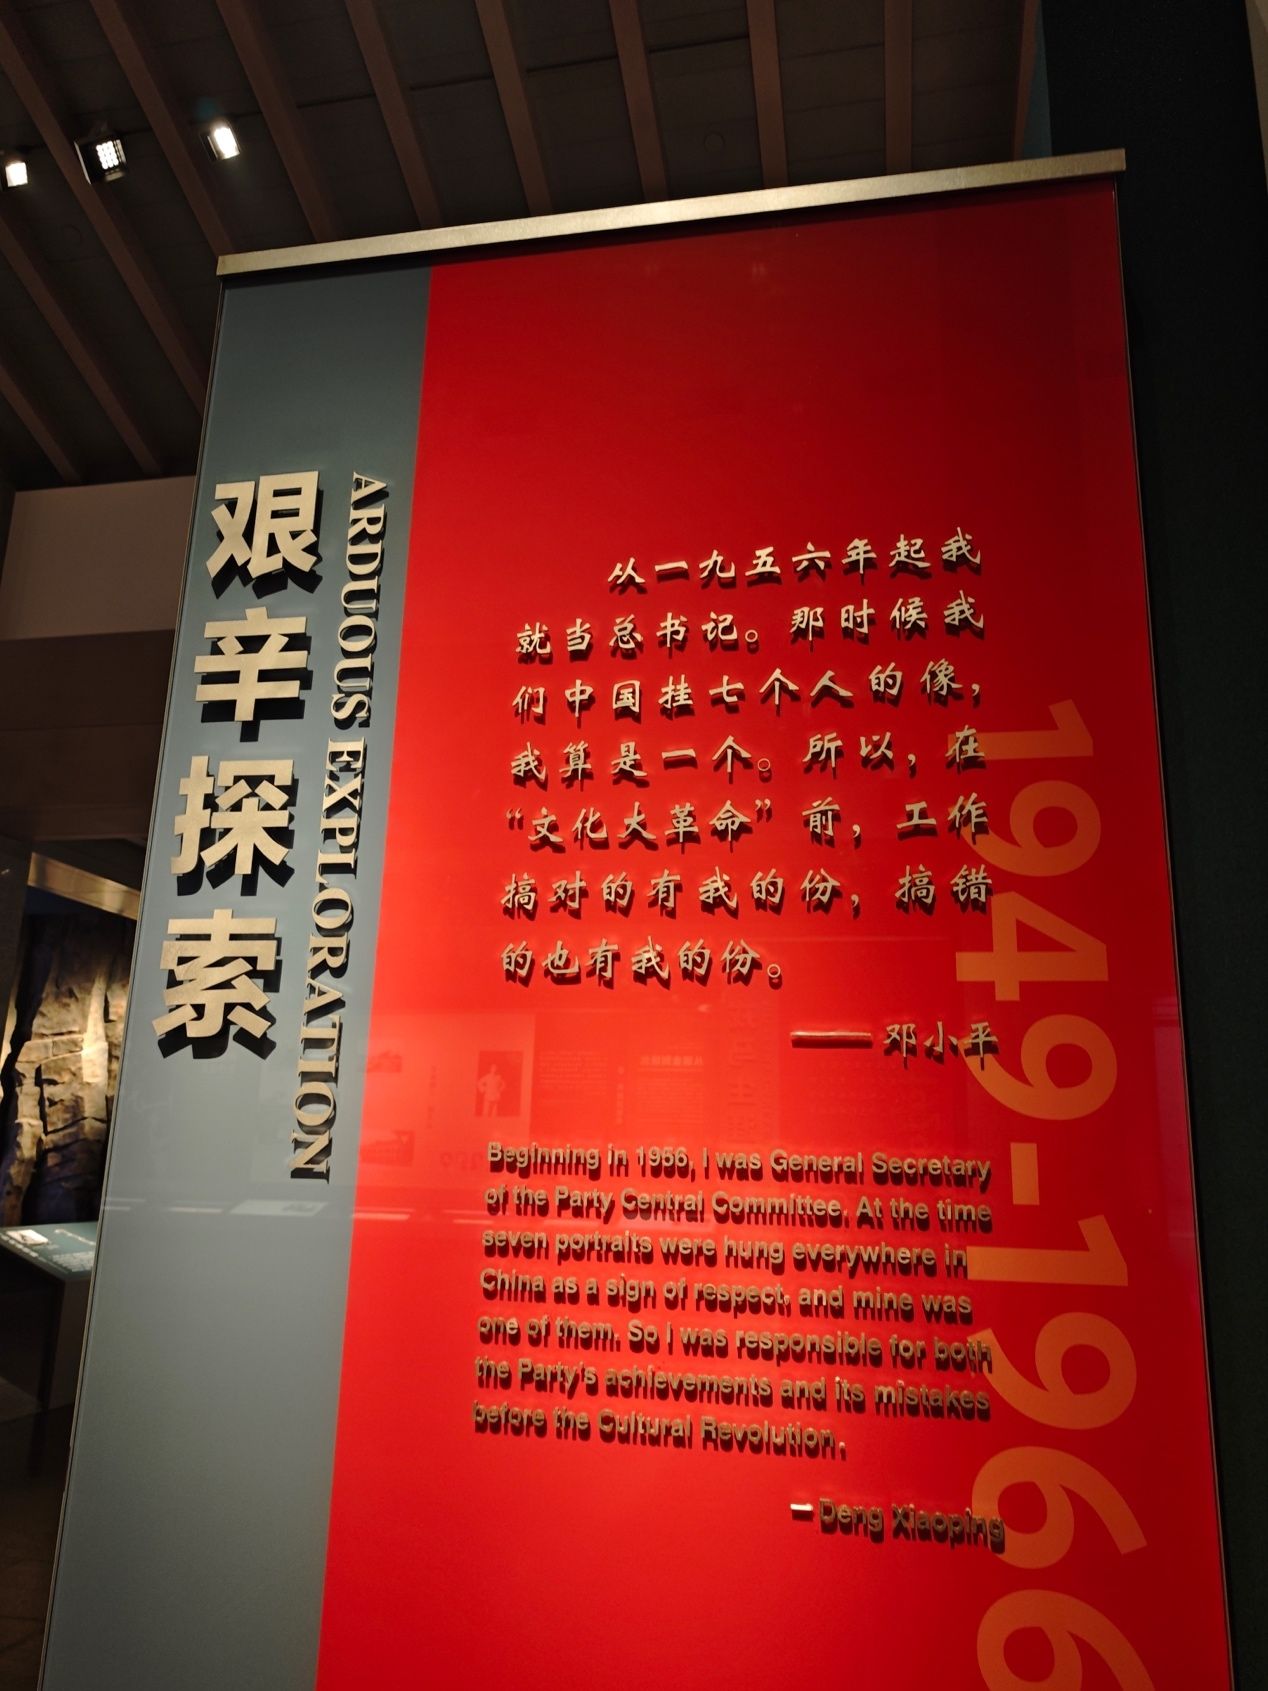 艰辛探索
ARDUOUS EXPLORATION
从一九五六年起我
就当总书记。那时候我
们中国挂七个人的像，
我算是一个。所以，在
“文化大革命”前，工作
搞对的有我的份，搞错
的也有我的份。
——邓小平
Beginning in 1956, I was General Secretary
of the Party Central Committee. At the time
seven portraits were hung everywhere in
China as a sign of respect, and mine was
one of them. So I was responsible for both
the Party's achievements and its mistakes
before the Cultural Revolution.
—Deng Xiaoping
1949-1966